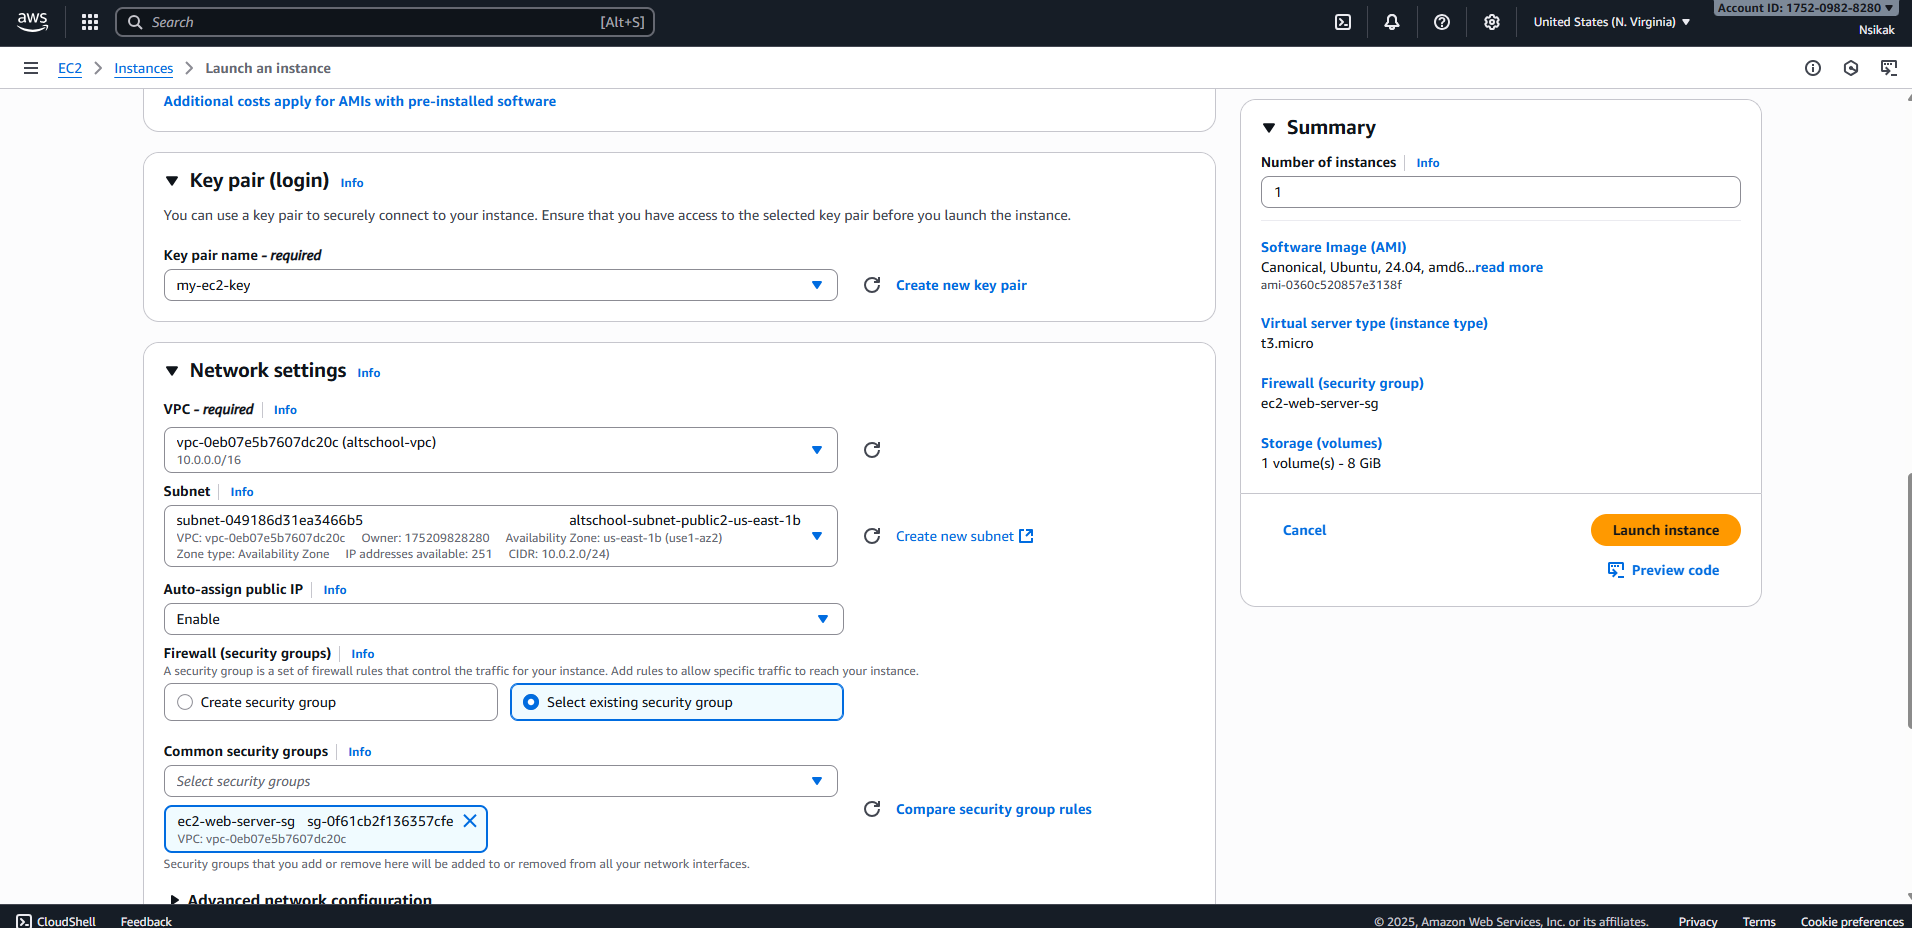 aws
Search [Alt+S]
United States (N. Virginia)
Account ID: 1752-0982-8280
Nsikak
EC2 Instances Launch an instance
Additional costs apply for AMIs with pre-installed software
Key pair (login) Info
You can use a key pair to securely connect to your instance. Ensure that you have access to the selected key pair before you launch the instance.
Key pair name - required
my-ec2-key
Create new key pair
Network settings Info
VPC - required Info
vpc-0eb07e5b7607dc20c (altschool-vpc)
10.0.0.0/16
Subnet Info
subnet-049186d31ea3466b5 altschool-subnet-public2-us-east-1b
VPC: vpc-0eb07e5b7607dc20c Owner: 175209828280 Availability Zone: us-east-1b (use1-az2)
Zone type: Availability Zone IP addresses available: 251 CIDR: 10.0.2.0/24)
Create new subnet
Auto-assign public IP Info
Enable
Firewall (security groups) Info
A security group is a set of firewall rules that control the traffic for your instance. Add rules to allow specific traffic to reach your instance.
Create security group
Select existing security group
Common security groups Info
Select security groups
ec2-web-server-sg sg-0f61cb2f136357cfe
VPC: vpc-0eb07e5b7607dc20c
Compare security group rules
Security groups that you add or remove here will be added to or removed from all your network interfaces.
Advanced network configuration
Summary
Number of instances Info
1
Software Image (AMI)
Canonical, Ubuntu, 24.04, amd6...read more
ami-0360c520857e3138f
Virtual server type (instance type)
t3.micro
Firewall (security group)
ec2-web-server-sg
Storage (volumes)
1 volume(s) - 8 GiB
Cancel
Launch instance
Preview code
CloudShell Feedback
© 2025, Amazon Web Services, Inc. or its affiliates. Privacy Terms Cookie preferences